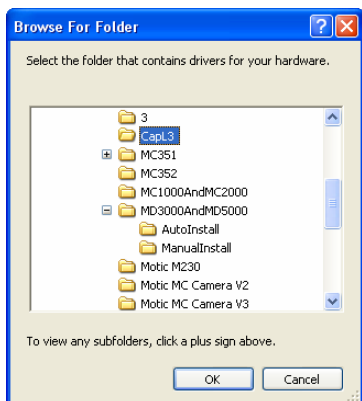 Browse For Folder
Select the folder that contains drivers for your hardware.
3
CapL3
MC351
MC352
MC1000AndMC2000
MD3000AndMD5000
AutoInstall
ManualInstall
Motic M230
Motic MC Camera V2
Motic MC Camera V3
To view any subfolders, click a plus sign above.
OK
Cancel